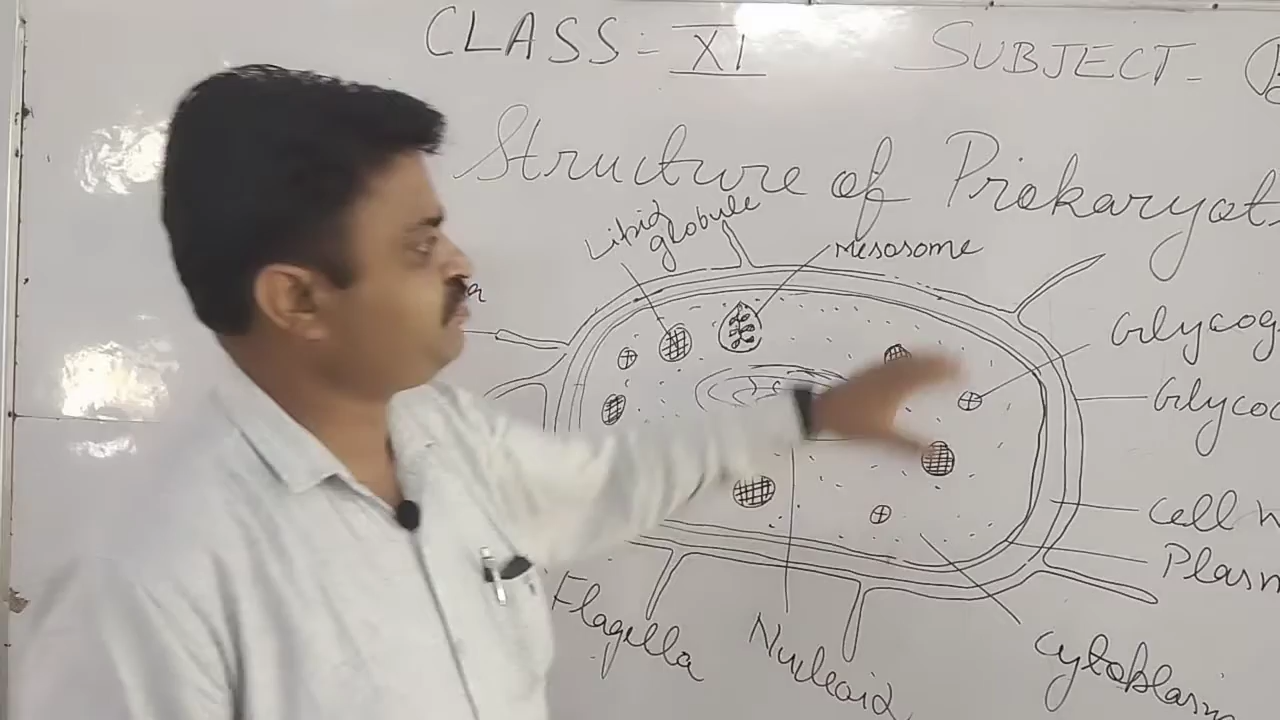 CLASS:- XI SUBJECT-
Structure of Prokaryot
Lipid
globule
Mesosome
Glycog
Glycoc
Cell
Plasm
Flagella
Nucleoid
Cytoplasm